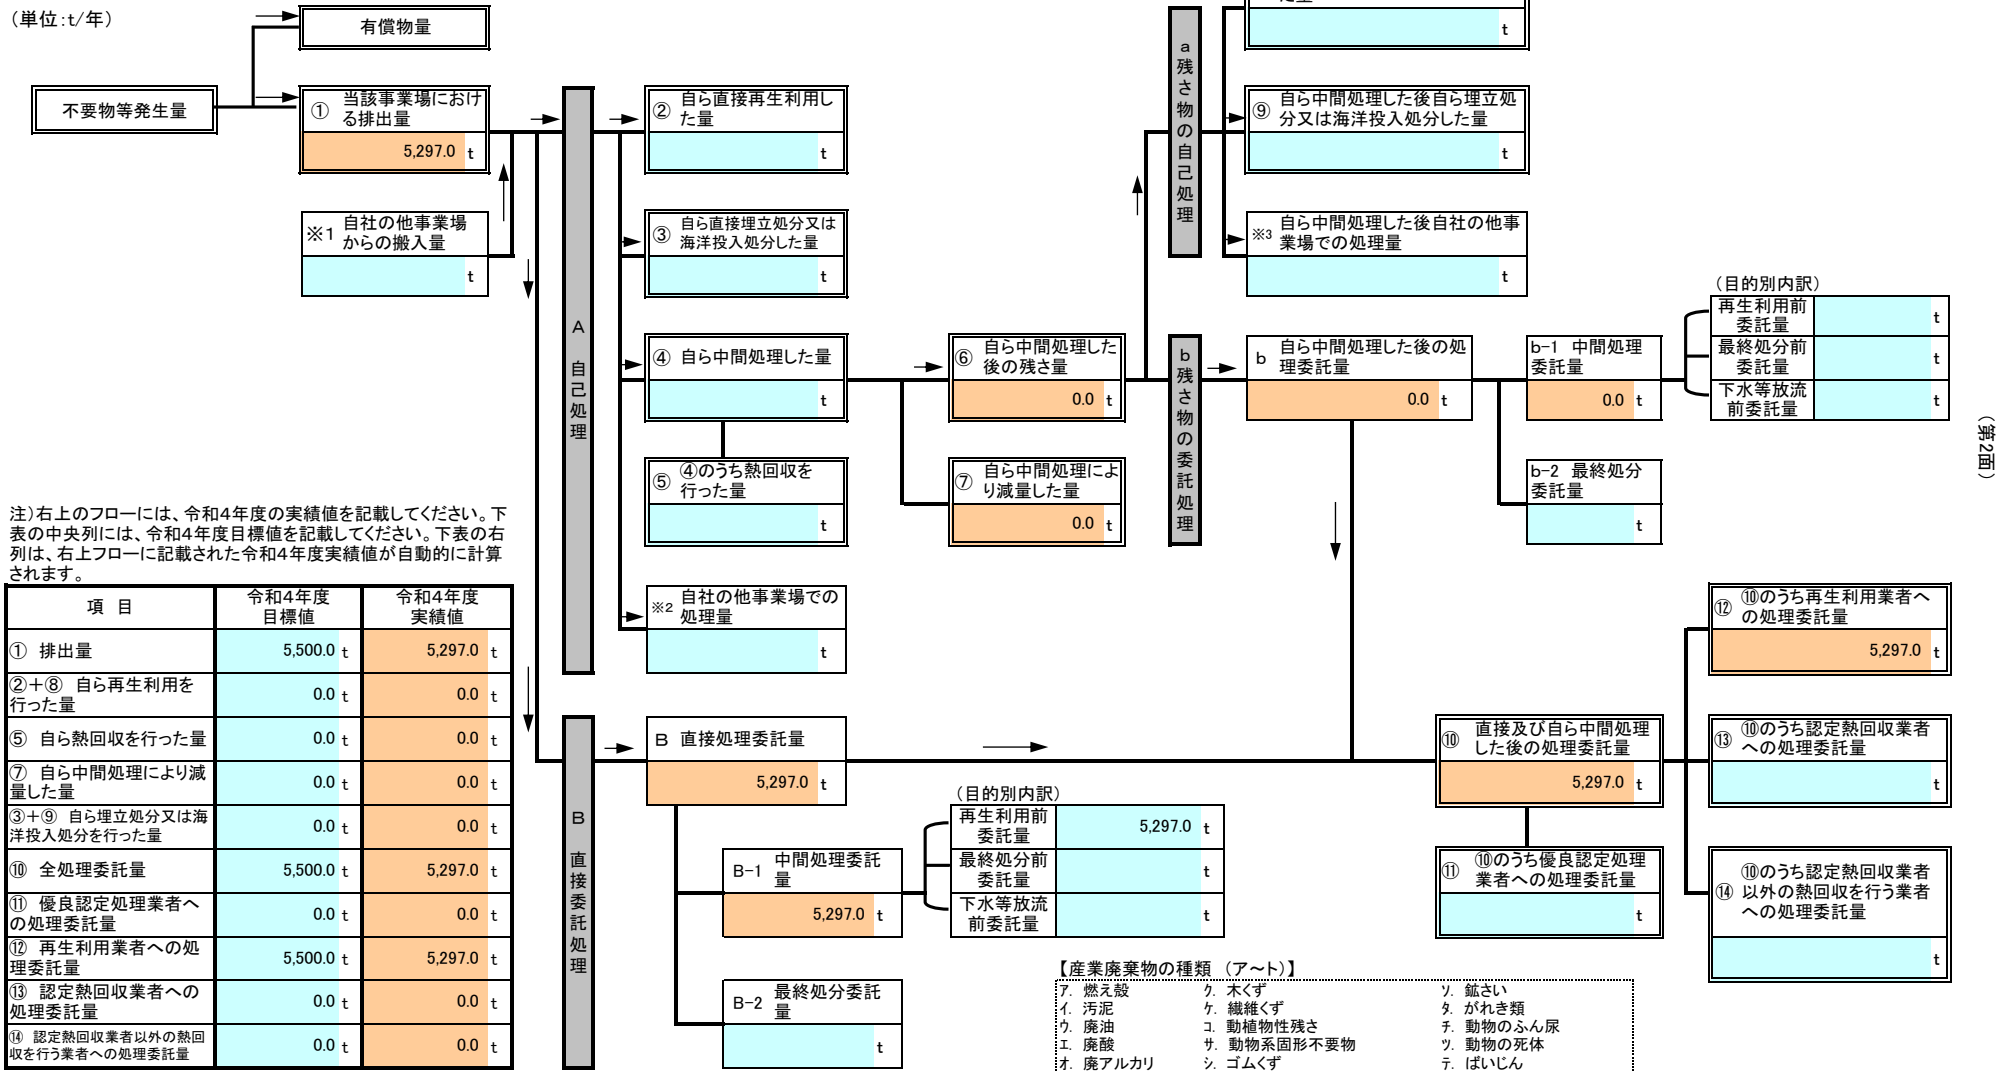 （単位：t/年）
有償物量
不要物等発生量
① 当該事業場におけ
る排出量
5,297.0 t
※1 自社の他事業場
からの搬入量
t
A 自己処理
② 自ら直接再生利用し
た量
t
③ 自ら直接埋立処分又は
海洋投入処分した量
t
④ 自ら中間処理した量
t
⑤ ④のうち熱回収を
行った量
t
※2 自社の他事業場での
処理量
t
⑥ 自ら中間処理した
後の残さ量
0.0 t
⑦ 自ら中間処理によ
り減量した量
0.0 t
a 残さ物の自己処理
t
⑨ 自ら中間処理した後自ら埋立処
分又は海洋投入処分した量
t
※3 自ら中間処理した後自社の他事
業場での処理量
t
b 残さ物の委託処理
b 自ら中間処理した後の処
理委託量
0.0 t
b-1 中間処理
委託量
0.0 t
b-2 最終処分
委託量
t
（目的別内訳）
再生利用前
委託量
t
最終処分前
委託量
t
下水等放流
前委託量
t
（第2面）
注）右上のフローには、令和4年度の実績値を記載してください。下
表の中央列には、令和4年度目標値を記載してください。下表の右
列は、右上フローに記載された令和4年度実績値が自動的に計算
されます。
項 目
令和4年度
目標値
令和4年度
実績値
① 排出量 5,500.0 t 5,297.0 t
②＋⑧ 自ら再生利用を
行った量 0.0 t 0.0 t
⑤ 自ら熱回収を行った量 0.0 t 0.0 t
⑦ 自ら中間処理により減
量した量 0.0 t 0.0 t
③＋⑨ 自ら埋立処分又は海
洋投入処分を行った量 0.0 t 0.0 t
⑩ 全処理委託量 5,500.0 t 5,297.0 t
⑪ 優良認定処理業者へ
の処理委託量 0.0 t 0.0 t
⑫ 再生利用業者への処
理委託量 5,500.0 t 5,297.0 t
⑬ 認定熱回収業者への
処理委託量 0.0 t 0.0 t
⑭ 認定熱回収業者以外の熱回
収を行う業者への処理委託量 0.0 t 0.0 t
B 直接委託処理
B 直接処理委託量
5,297.0 t
B-1 中間処理委託
量
5,297.0 t
B-2 最終処分委託
量
t
（目的別内訳）
再生利用前
委託量
5,297.0 t
最終処分前
委託量
t
下水等放流
前委託量
t
⑩ 直接及び自ら中間処理
した後の処理委託量
5,297.0 t
⑪ ⑩のうち優良認定処理
業者への処理委託量
t
⑫ ⑩のうち再生利用業者へ
の処理委託量
5,297.0 t
⑬ ⑩のうち認定熱回収業者
への処理委託量
t
⑭ ⑩のうち認定熱回収業者
以外の熱回収を行う業者
への処理委託量
t
【産業廃棄物の種類 （ア～ト）】
ア. 燃え殻 ク. 木くず ソ. 鉱さい
イ. 汚泥 ケ. 繊維くず タ. がれき類
ウ. 廃油 コ. 動植物性残さ チ. 動物のふん尿
エ. 廃酸 サ. 動物系固形不要物 ツ. 動物の死体
オ. 廃アルカリ シ. ゴムくず テ. ばいじん